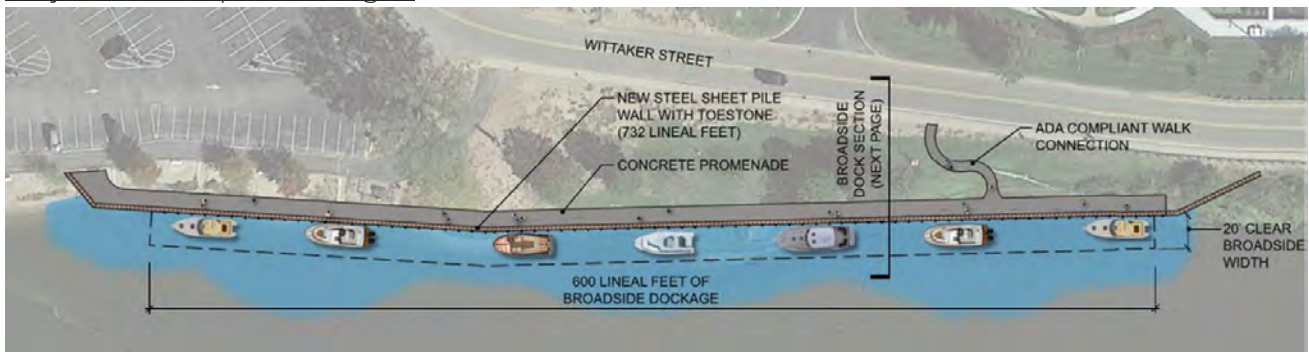 WITTAKER STREET
NEW STEEL SHEET PILE
WALL WITH TOESTONE
(732 LINEAL FEET)
CONCRETE PROMENADE
BROADSIDE
DOCK SECTION
(NEXT PAGE)
ADA COMPLIANT WALK
CONNECTION
20' CLEAR
BROADSIDE
WIDTH
600 LINEAL FEET OF
BROADSIDE DOCKAGE